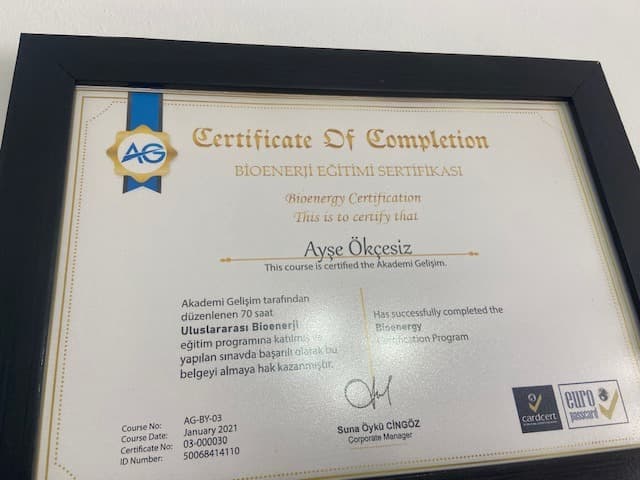 AG
Certificate Of Completion
BİOENERJİ EĞİTİMİ SERTİFİKASI
Bioenergy Certification
This is to certify that
Ayşe Ökçesiz
This course is certified the Akademi Gelişim.
Akademi Gelişim tarafından
düzenlenen 70 saat
Uluslararası Bioenerji
eğitim programına katılmış
yapılan sınavda başarılı olarak bu
belgeyi almaya hak kazanmıştır.
Has successfully completed the
Bioenergy
Certification Program
Suna Öykü CİNGÖZ
Corporate Manager
Course No: AG-BY-03
Course Date: January 2021
Certificate No: 03-000030
ID Number: 50068414110
cardcert
euro
passcard